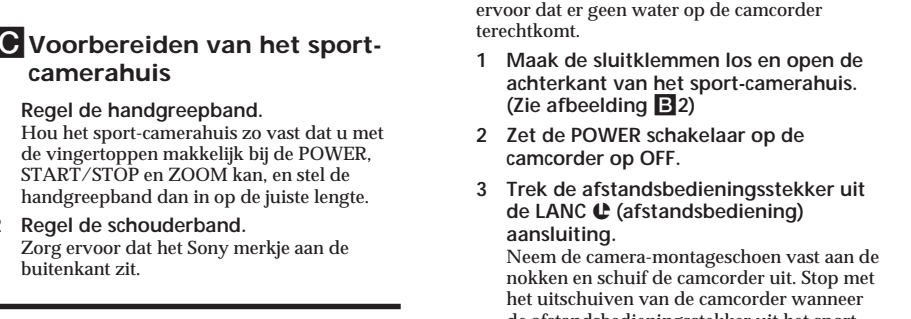 C Voorbereiden van het sport-
camerahuis
Regel de handgreepband.
Hou het sport-camerahuis zo vast dat u met
de vingertoppen makkelijk bij de POWER,
START/STOP en ZOOM kan, en stel de
handgreepband dan in op de juiste lengte.
2 Regel de schouderband.
Zorg ervoor dat het Sony merkje aan de
buitenkant zit.
ervoor dat er geen water op de camcorder
terechtkomt.
1 Maak de sluitklemmen los en open de
achterkant van het sport-camerahuis.
(Zie afbeelding B2)
2 Zet de POWER schakelaar op de
camcorder op OFF.
3 Trek de afstandsbedieningsstekker uit
de LANC (afstandsbediening)
aansluiting.
Neem de camera-montageschoen vast aan de
nokken en schuif de camcorder uit. Stop met
het uitschuiven van de camcorder wanneer
de afstandsbedieningsstekker uit het sport-